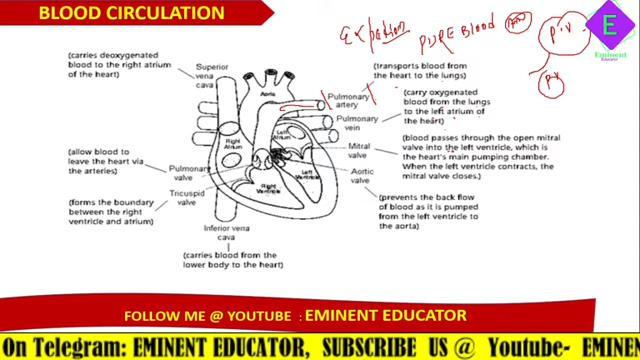 BLOOD CIRCULATION
PURE Blood
P.V
E
Eminent
Educator
(carries deoxygenated
blood to the right atrium
of the heart)
Superior
vena
cava
Aorta
(transports blood from
the heart to the lungs)
Pulmonary
artery
(carry oxygenated
blood from the lungs
to the left atrium of
the heart)
Pulmonary
vein
Left
Atrium
Right
Atrium
(blood passes through the open mitral
valve into the left ventricle, which is
the heart's main pumping chamber.
When the left ventricle contracts, the
mitral valve closes.)
Mitral
valve
(allow blood to
leave the heart via
the arteries)
Pulmonary
valve
Aortic
valve
Left
Ventricle
Right
Ventricle
Tricuspid
valve
(prevents the back flow
of blood as it is pumped
from the left ventricle to
the aorta)
(forms the boundary
between the right
ventricle and atrium)
Inferior vena
cava
(carries blood from the
lower body to the heart)
FOLLOW ME @ YOUTUBE : EMINENT EDUCATOR
On Telegram: EMINENT EDUCATOR, SUBSCRIBE US @ Youtube- EMINE